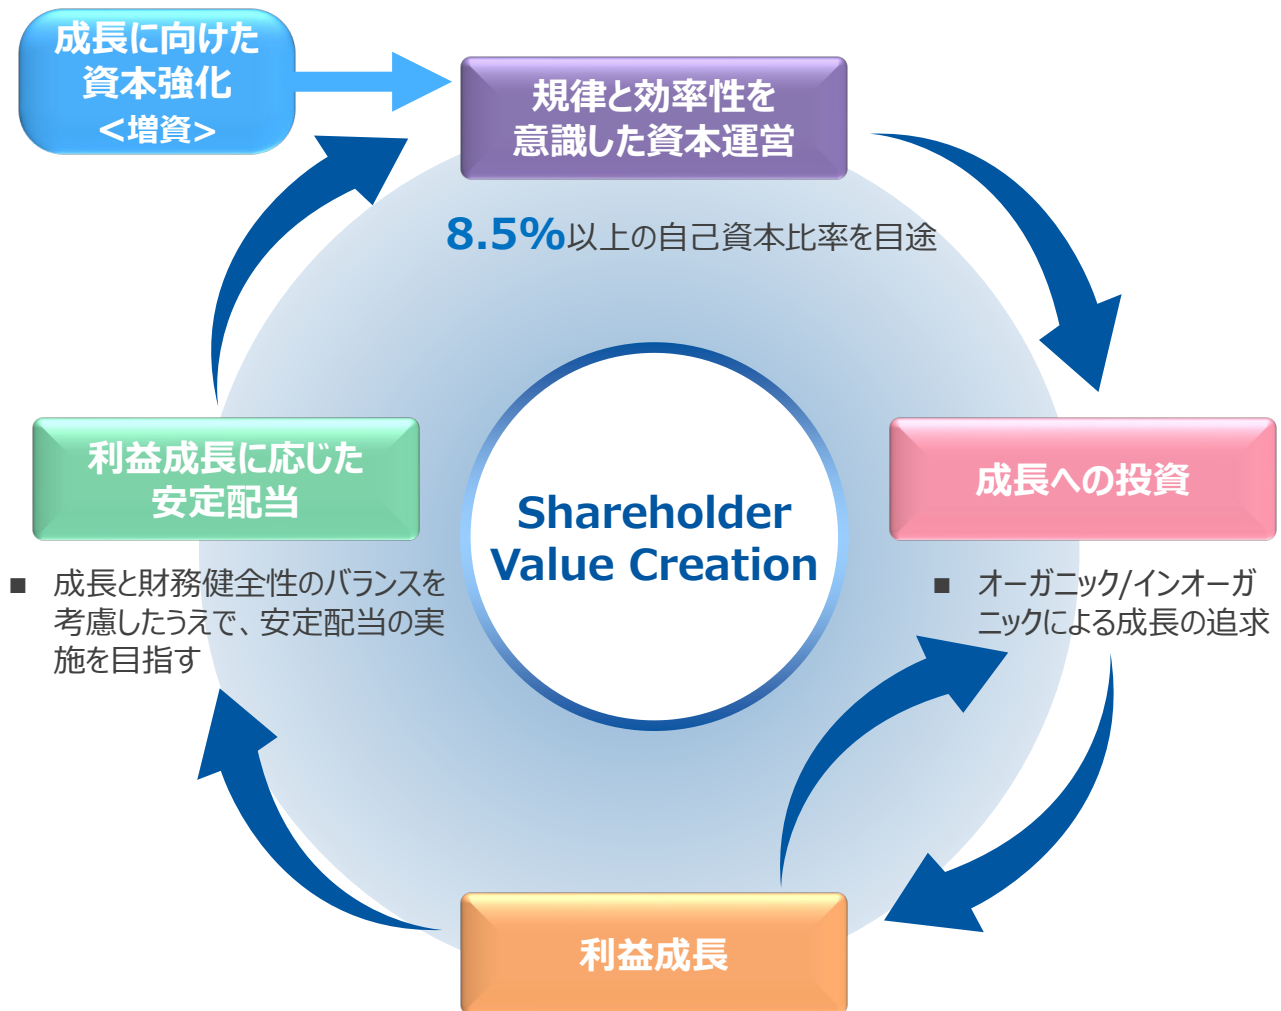 成長に向けた
資本強化
<増資>
規律と効率性を
意識した資本運営
8.5%以上の自己資本比率を目途
利益成長に応じた
安定配当
■ 成長と財務健全性のバランスを
考慮したうえで、安定配当の実
施を目指す
Shareholder
Value Creation
成長への投資
■ オーガニック/インオーガ
ニックによる成長の追求
利益成長